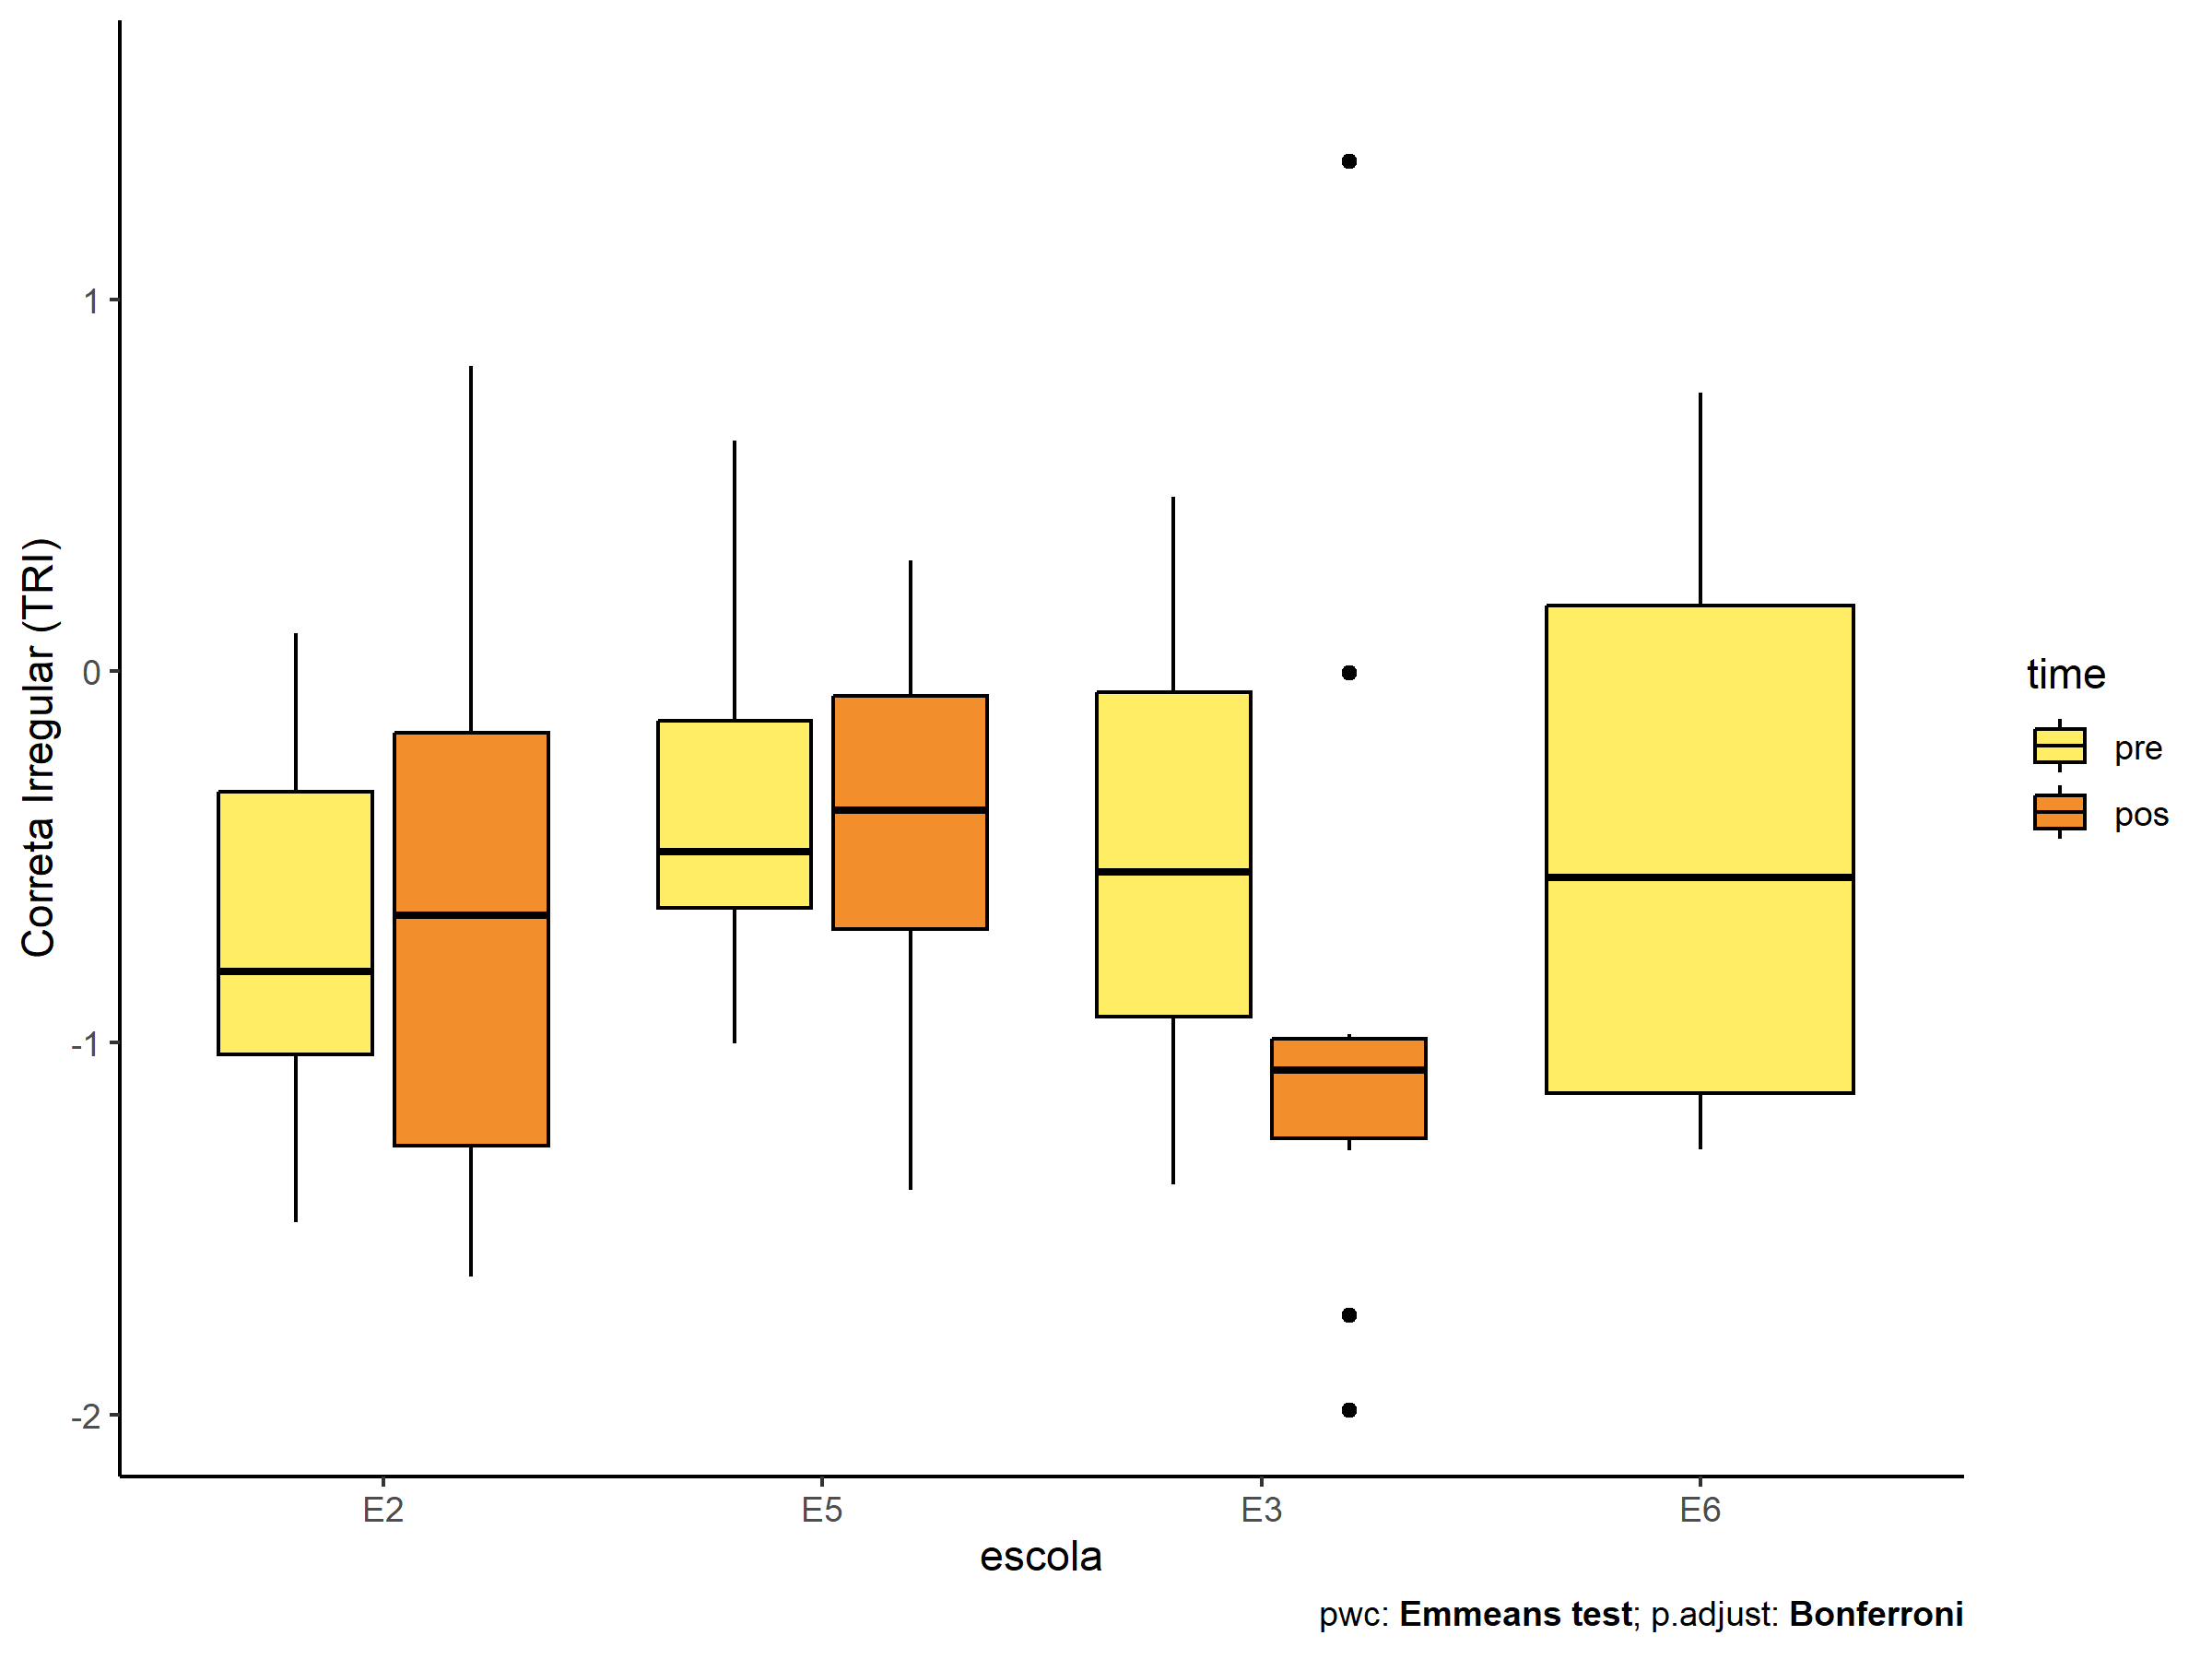 Correta Irregular (TRI)
1
0
-1
-2
E2 E5 E3 E6
escola
time
pre
pos
pwc: Emmeans test; p.adjust: Bonferroni